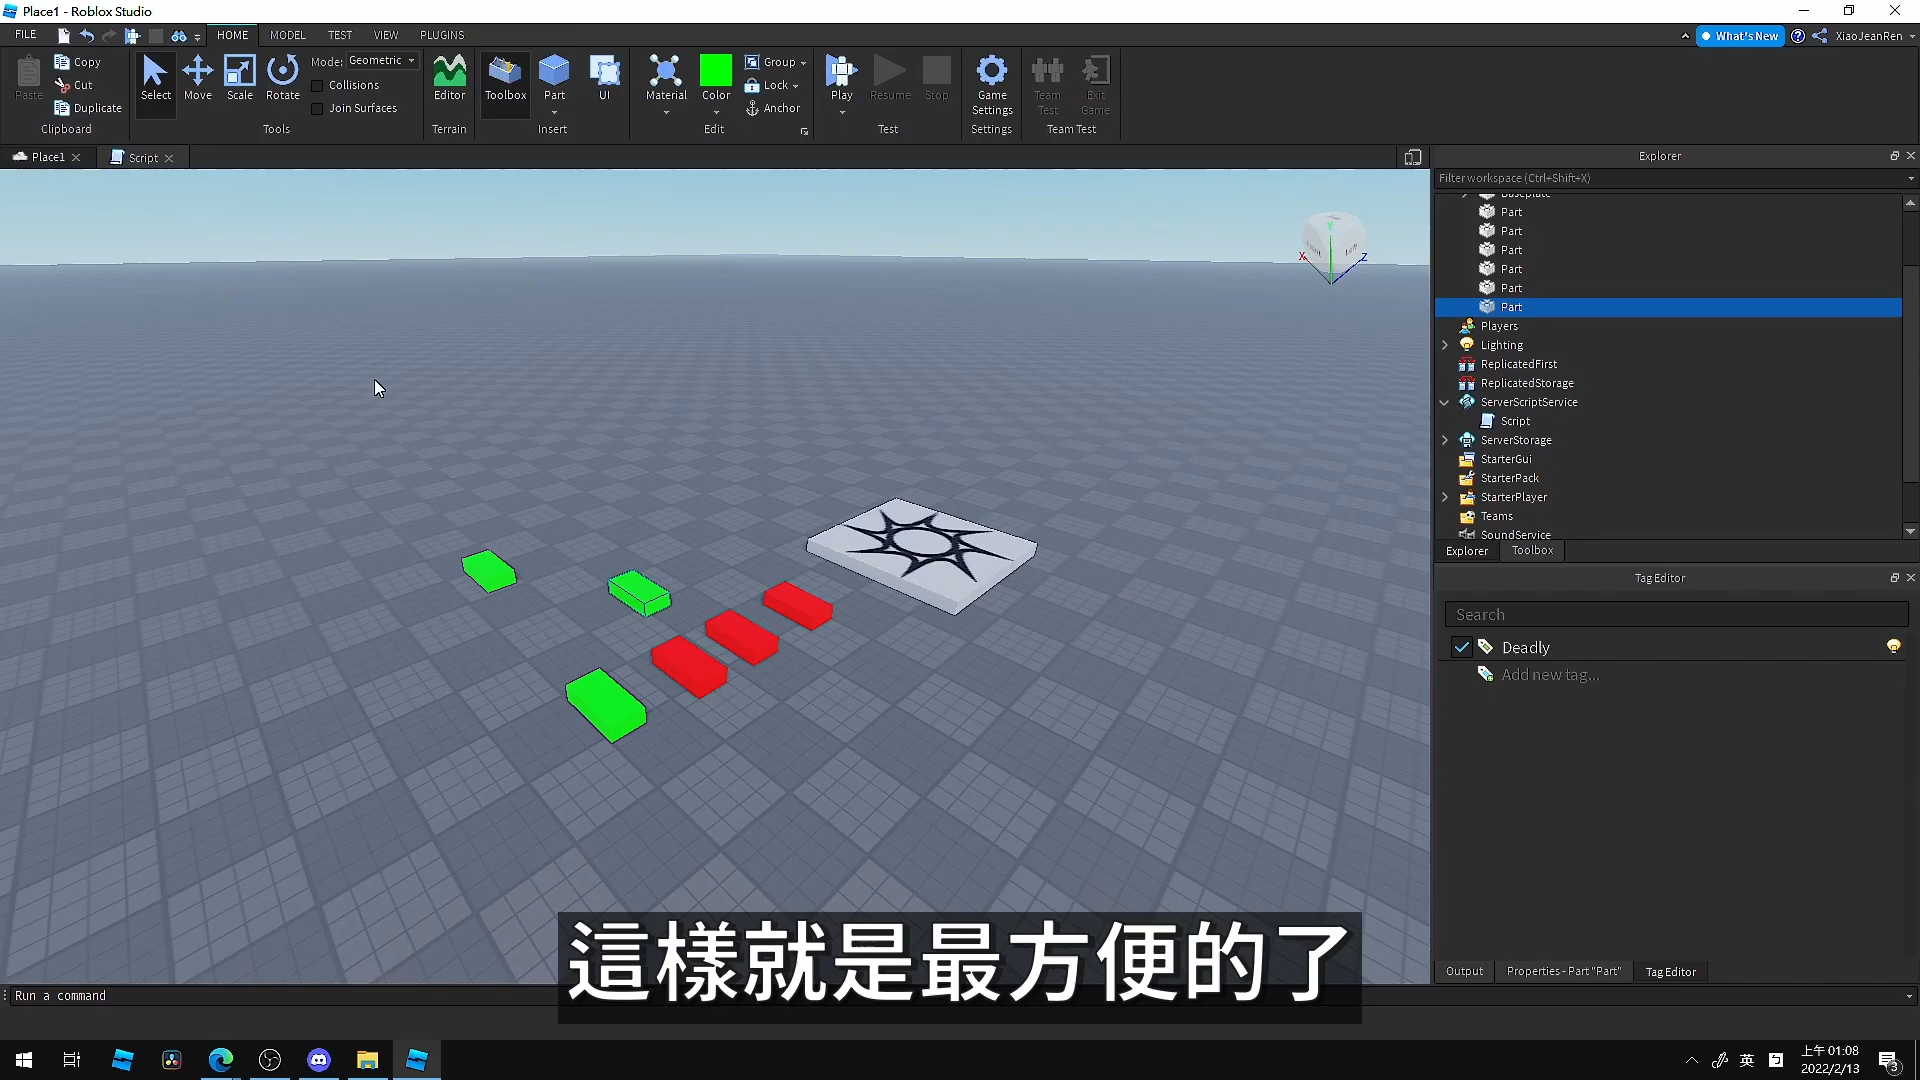 Place1 - Roblox Studio
FILE
HOME
MODEL
TEST
VIEW
PLUGINS
What's New
XiaoJeanRen
Paste
Copy
Cut
Duplicate
Clipboard
Select
Move
Scale
Rotate
Mode: Geometric
Collisions
Join Surfaces
Tools
Editor
Terrain
Toolbox
Part
UI
Insert
Material
Color
Group
Lock
Anchor
Edit
Play
Resume
Stop
Test
Game
Settings
Settings
Team
Test
Exit
Game
Team Test
Place1
Script
Explorer
Filter workspace (Ctrl+Shift+X)
Baseplate
Part
Part
Part
Part
Part
Part
Players
Lighting
ReplicatedFirst
ReplicatedStorage
ServerScriptService
Script
ServerStorage
StarterGui
StarterPack
StarterPlayer
Teams
SoundService
Explorer
Toolbox
Tag Editor
Search
Deadly
Add new tag...
Output
Properties - Part "Part"
Tag Editor
X
Y
Z
這樣就是最方便的了
Run a command
英
上午 01:08
2022/2/13
3